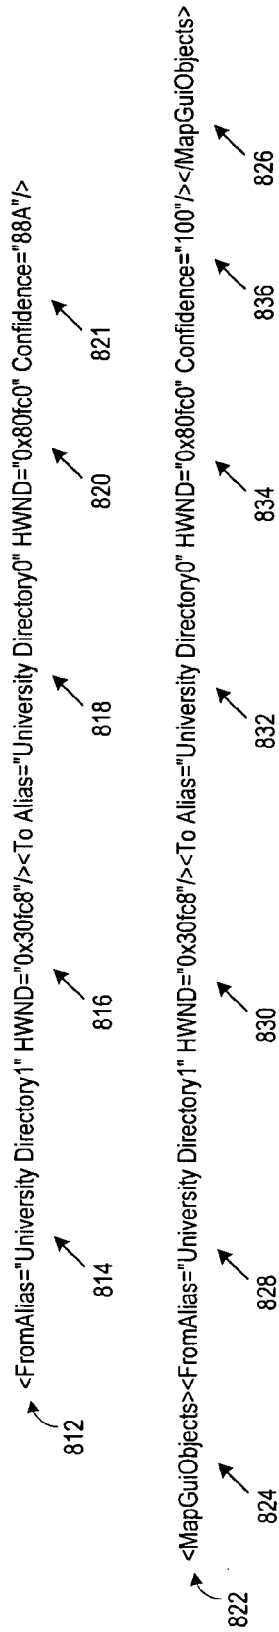 <FromAlias="University Directory1" HWND="0x30fc8"/><To Alias="University Directory0" HWND="0x80fc0" Confidence="88A"/>
812 814 816 818 820 821
<MapGuiObjects><FromAlias="University Directory1" HWND="0x30fc8"/><To Alias="University Directory0" HWND="0x80fc0" Confidence="100"/></MapGuiObjects>
822 824 828 830 832 834 836 826